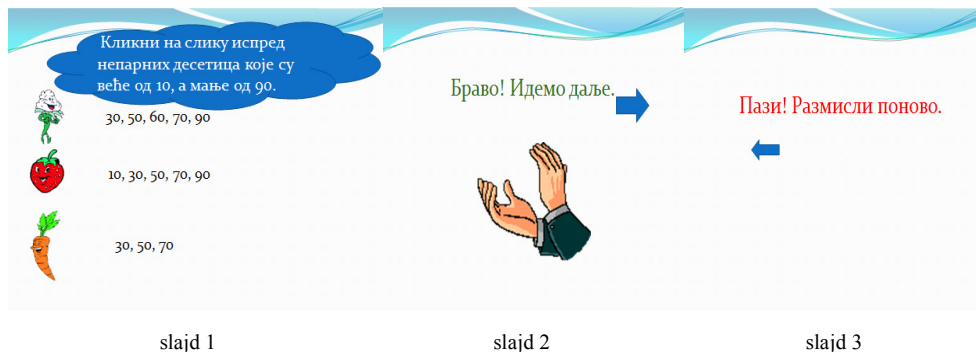 Кликни на слику испред
непарних десетица које су
веће од 10, а мање од 90.
30, 50, 60, 70, 90
10, 30, 50, 70, 90
30, 50, 70
Браво! Идемо даље.
Пази! Размисли поново.
slajd 1
slajd 2
slajd 3